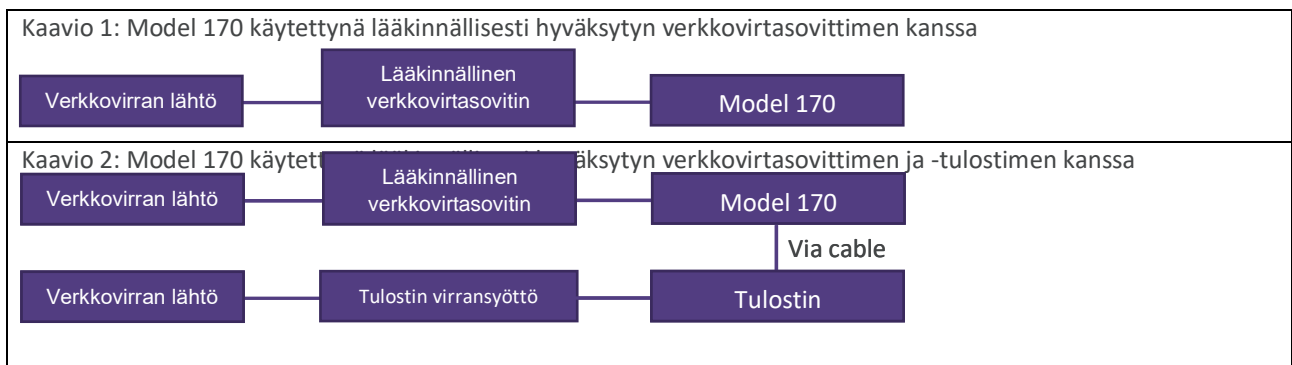 Kaavio 1: Model 170 käytettynä lääkinnällisesti hyväksytyn verkkovirtasovittimen kanssa
Verkkovirran lähtö
Lääkinnällinen
verkkovirtasovitin
Model 170
Kaavio 2: Model 170 käytett hyväksytyn verkkovirtasovittimen ja -tulostimen kanssa
Verkkovirran lähtö
Lääkinnällinen
verkkovirtasovitin
Model 170
Via cable
Verkkovirran lähtö
Tulostin virransyöttö
Tulostin